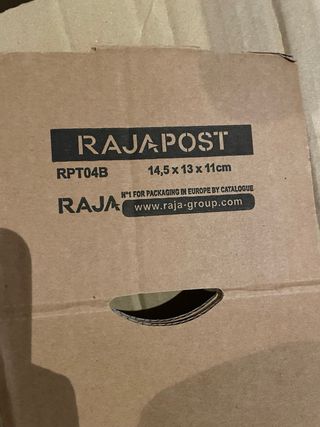 RAJAPOST
RPT04B 14,5 x 13 x 11cm
RAJA N°1 FOR PACKAGING IN EUROPE BY CATALOGUE
www.raja-group.com